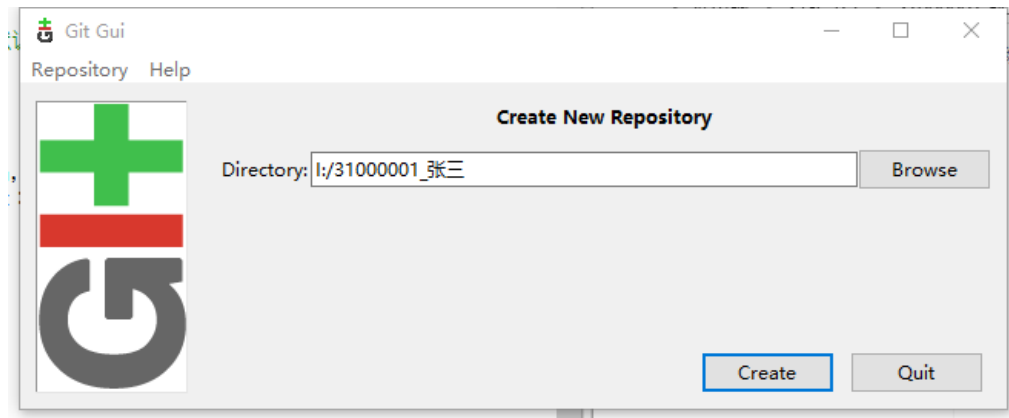 Git Gui
Repository Help
Create New Repository
Directory: I:/31000001_张三 Browse
Create Quit
git